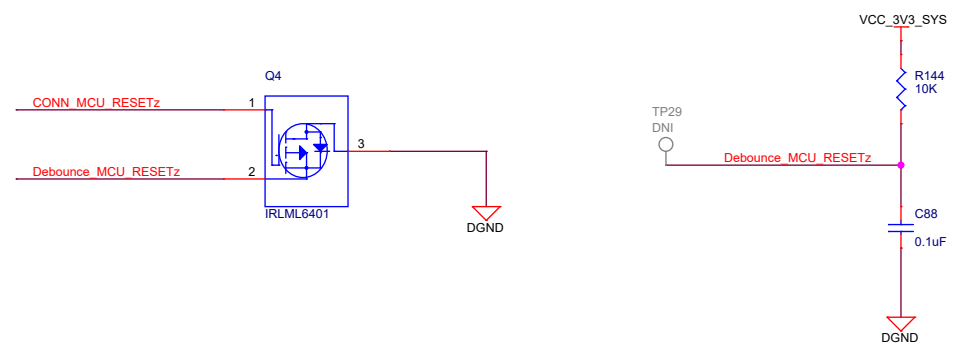 VCC_3V3_SYS
Q4
R144
10K
CONN_MCU_RESETz
1
TP29
DNI
3
Debounce_MCU_RESETz
Debounce_MCU_RESETz
2
IRLML6401
DGND
C88
0.1uF
DGND